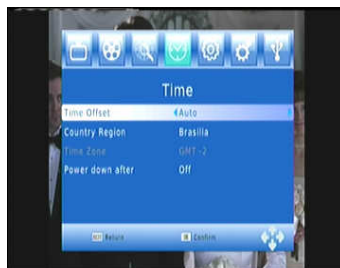 Time
Time Offset Auto
Country Region Brasilia
Time Zone GMT -2
Power down after Off
Return Confirm